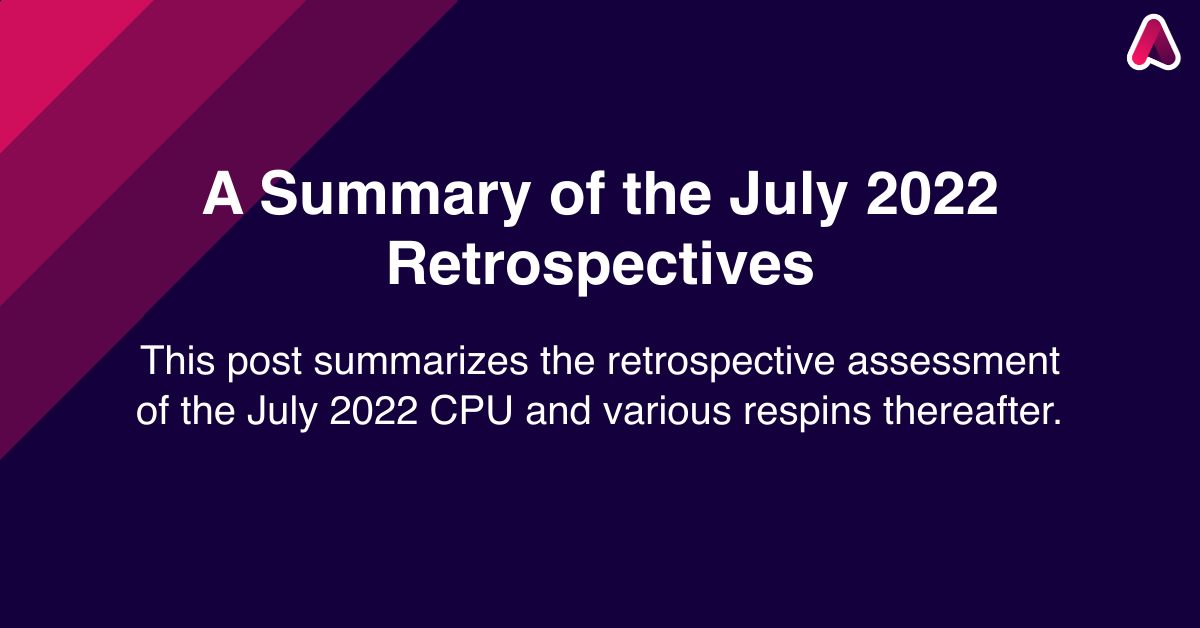 A Summary of the July 2022
Retrospectives
This post summarizes the retrospective assessment
of the July 2022 CPU and various respins thereafter.